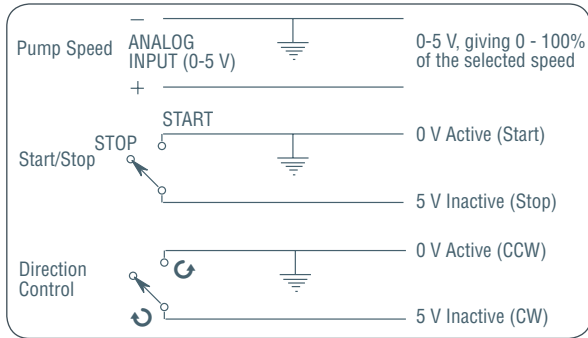 Pump Speed
−
ANALOG
INPUT (0-5 V)
+
0-5 V, giving 0 - 100%
of the selected speed
Start/Stop
STOP
START
0 V Active (Start)
5 V Inactive (Stop)
Direction
Control
0 V Active (CCW)
5 V Inactive (CW)